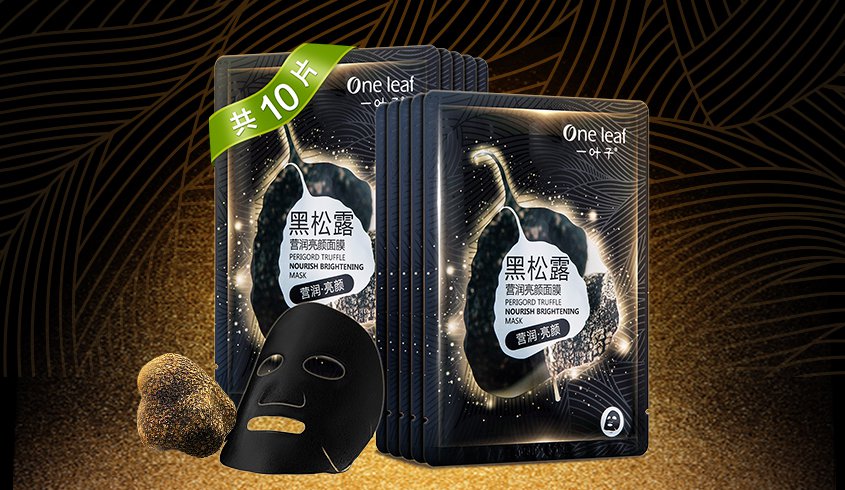 共10片
One leaf
一叶子®
黑松露
营润亮颜面膜
PERIGORD TRUFFLE
NOURISH BRIGHTENING
MASK
营润·亮颜
One leaf
一叶子®
黑松露
营润亮颜面膜
PERIGORD TRUFFLE
NOURISH BRIGHTENING
MASK
营润·亮颜